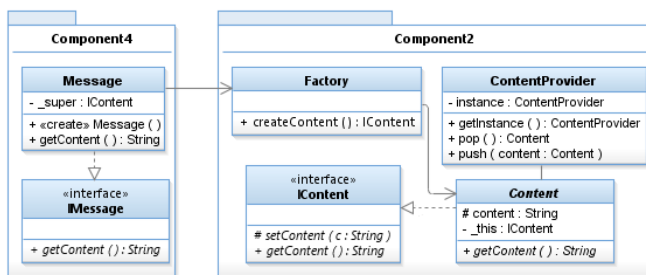 Component4
Message
- _super : IContent
+ «create» Message ( )
+ getContent ( ) : String
«interface»
IMessage
+ getContent ( ) : String
Component2
Factory
+ createContent ( ) : IContent
ContentProvider
- instance : ContentProvider
+ getInstance ( ) : ContentProvider
+ pop ( ) : Content
+ push ( content : Content )
«interface»
IContent
# setContent ( c : String )
+ getContent ( ) : String
Content
# content : String
- _this : IContent
+ getContent ( ) : String